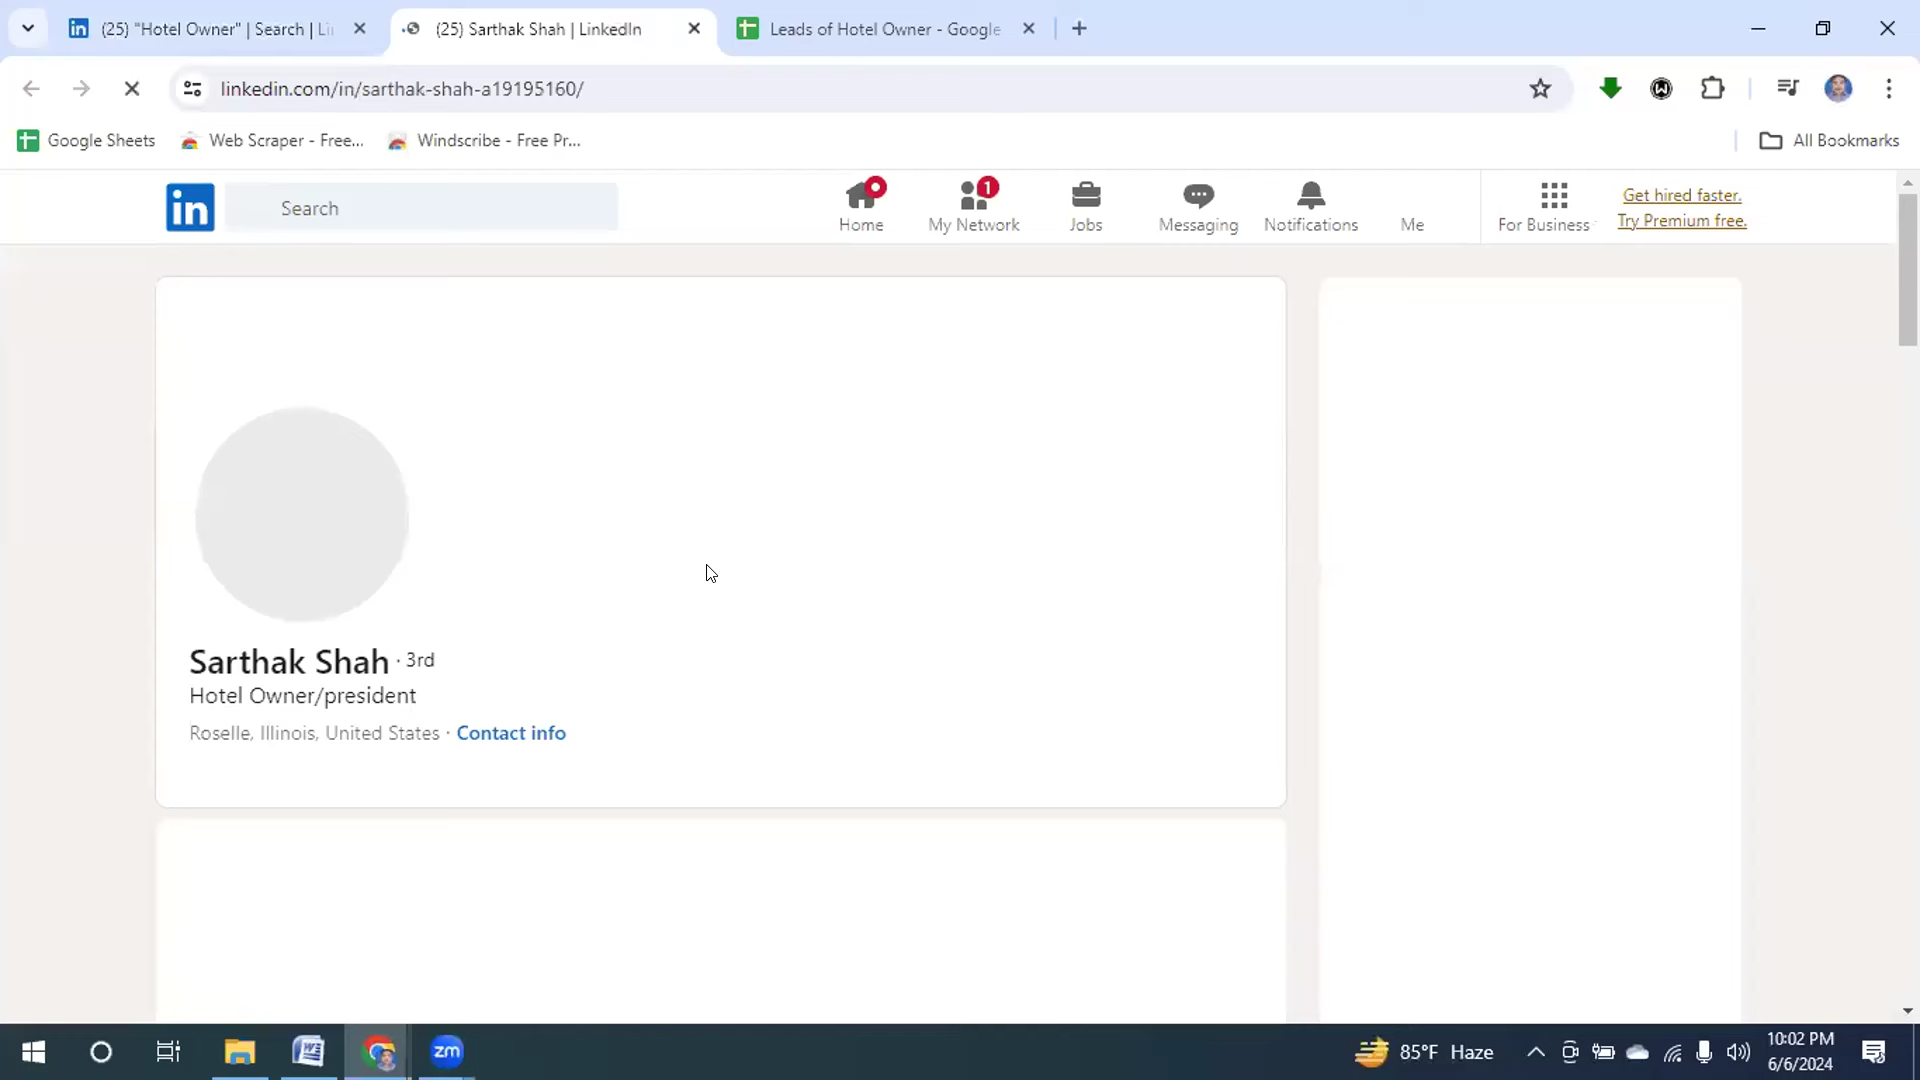 (25) "Hotel Owner" | Search | Li
(25) Sarthak Shah | LinkedIn
Leads of Hotel Owner - Google
linkedin.com/in/sarthak-shah-a19195160/
Google Sheets
Web Scraper - Free...
Windscribe - Free Pr...
All Bookmarks
in
Search
Home
1
My Network
Jobs
Messaging
Notifications
Me
For Business
Get hired faster.
Try Premium free.
Sarthak Shah · 3rd
Hotel Owner/president
Roselle, Illinois, United States · Contact info
zm
85°F Haze
10:02 PM
6/6/2024